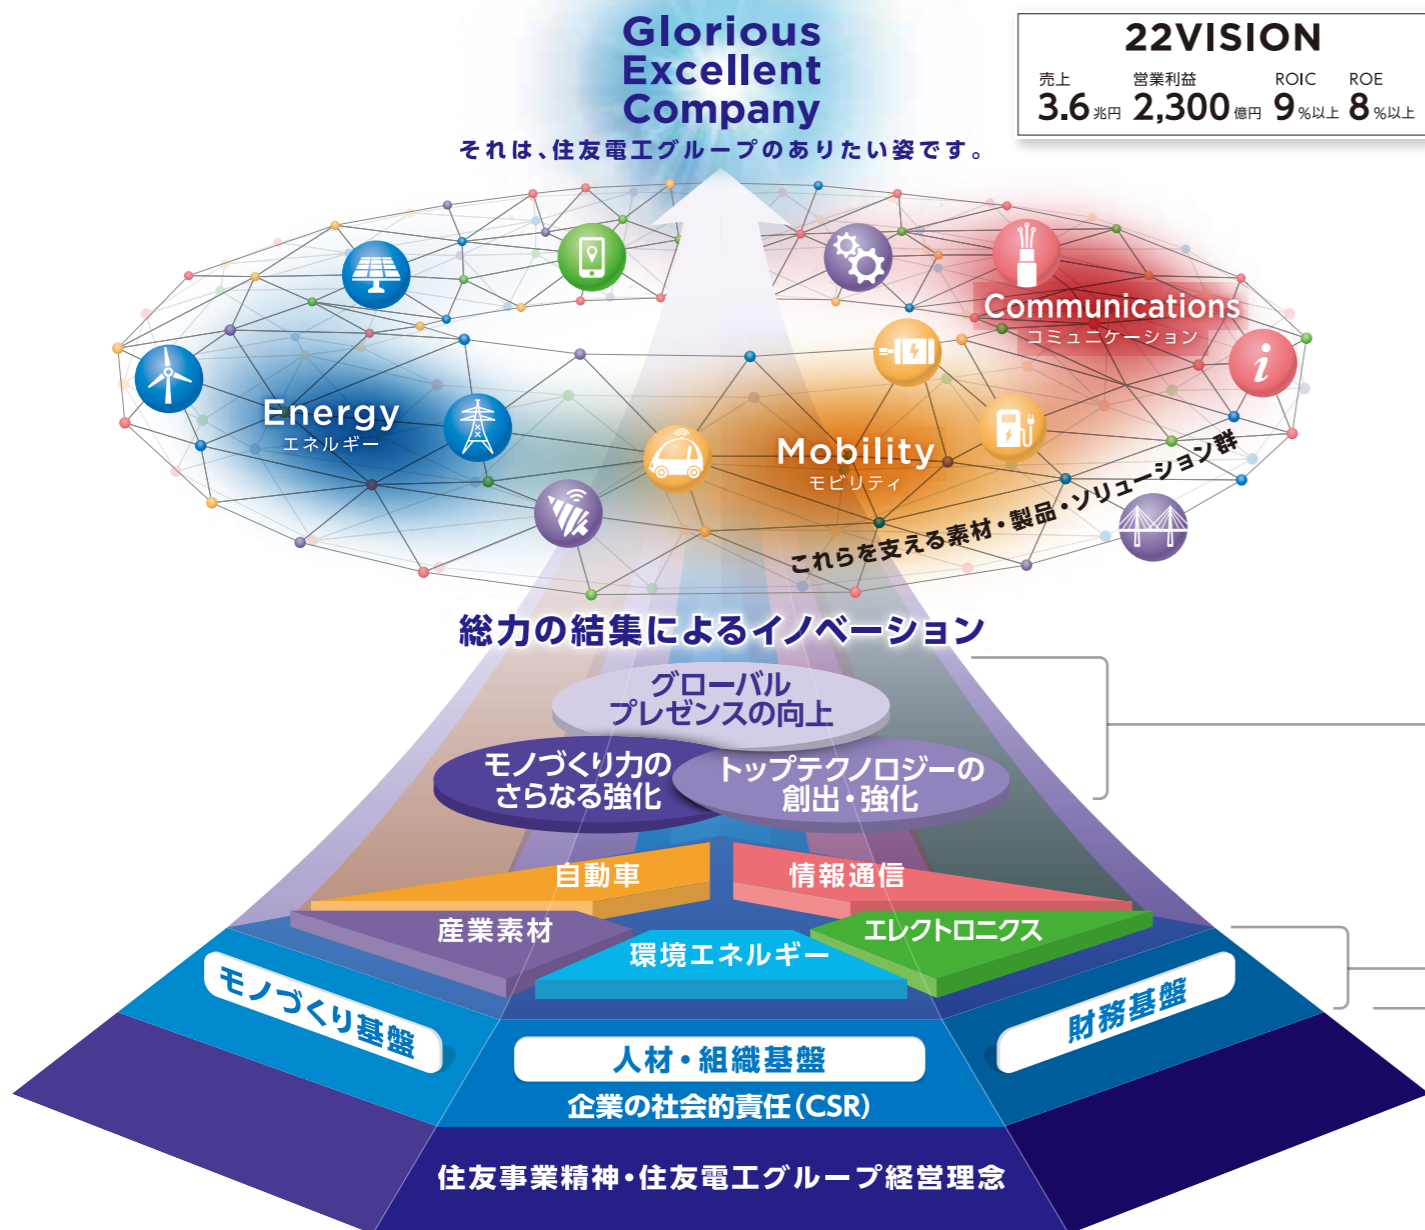 Glorious
Excellent
Company
それは、住友電工グループのありたい姿です。
22VISION
売上 営業利益 ROIC ROE
3.6兆円 2,300億円 9%以上 8%以上
Communications
コミュニケーション
i
Energy
エネルギー
Mobility
モビリティ
これらを支える素材・製品・ソリューション群
総力の結集によるイノベーション
グローバル
プレゼンスの向上
モノづくり力の
さらなる強化
トップテクノロジーの
創出・強化
自動車
情報通信
産業素材
エレクトロニクス
環境エネルギー
モノづくり基盤
財務基盤
人材・組織基盤
企業の社会的責任(CSR)
住友事業精神・住友電工グループ経営理念